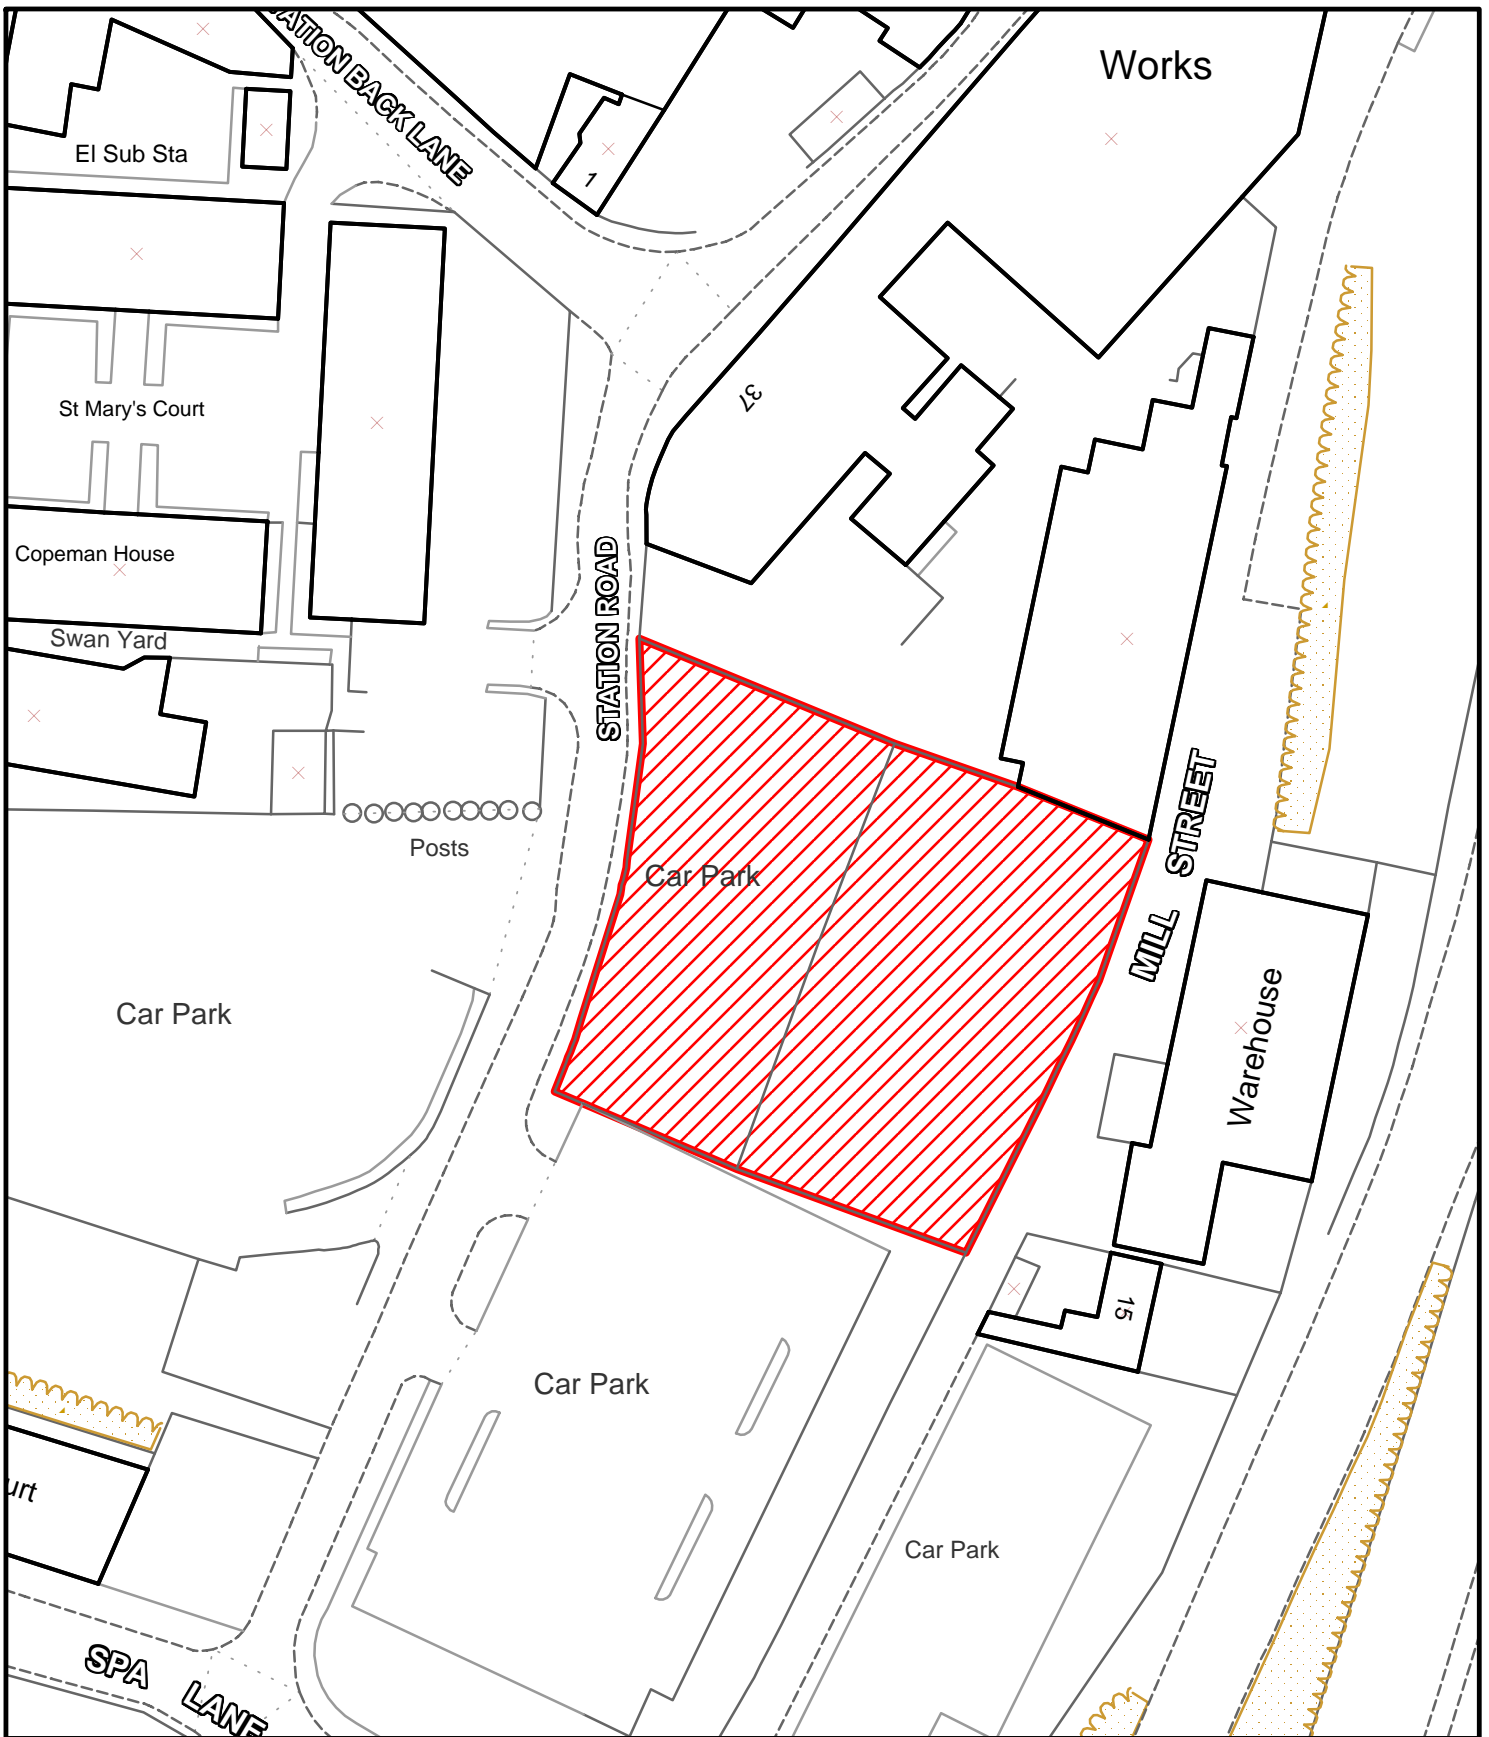 BACK LANE
Works
El Sub Sta
1
St Mary's Court
37
Copeman House
STATION ROAD
Swan Yard
MILL STREET
Posts
Car Park
Car Park
Warehouse
15
Car Park
Car Park
urt
SPA LANE